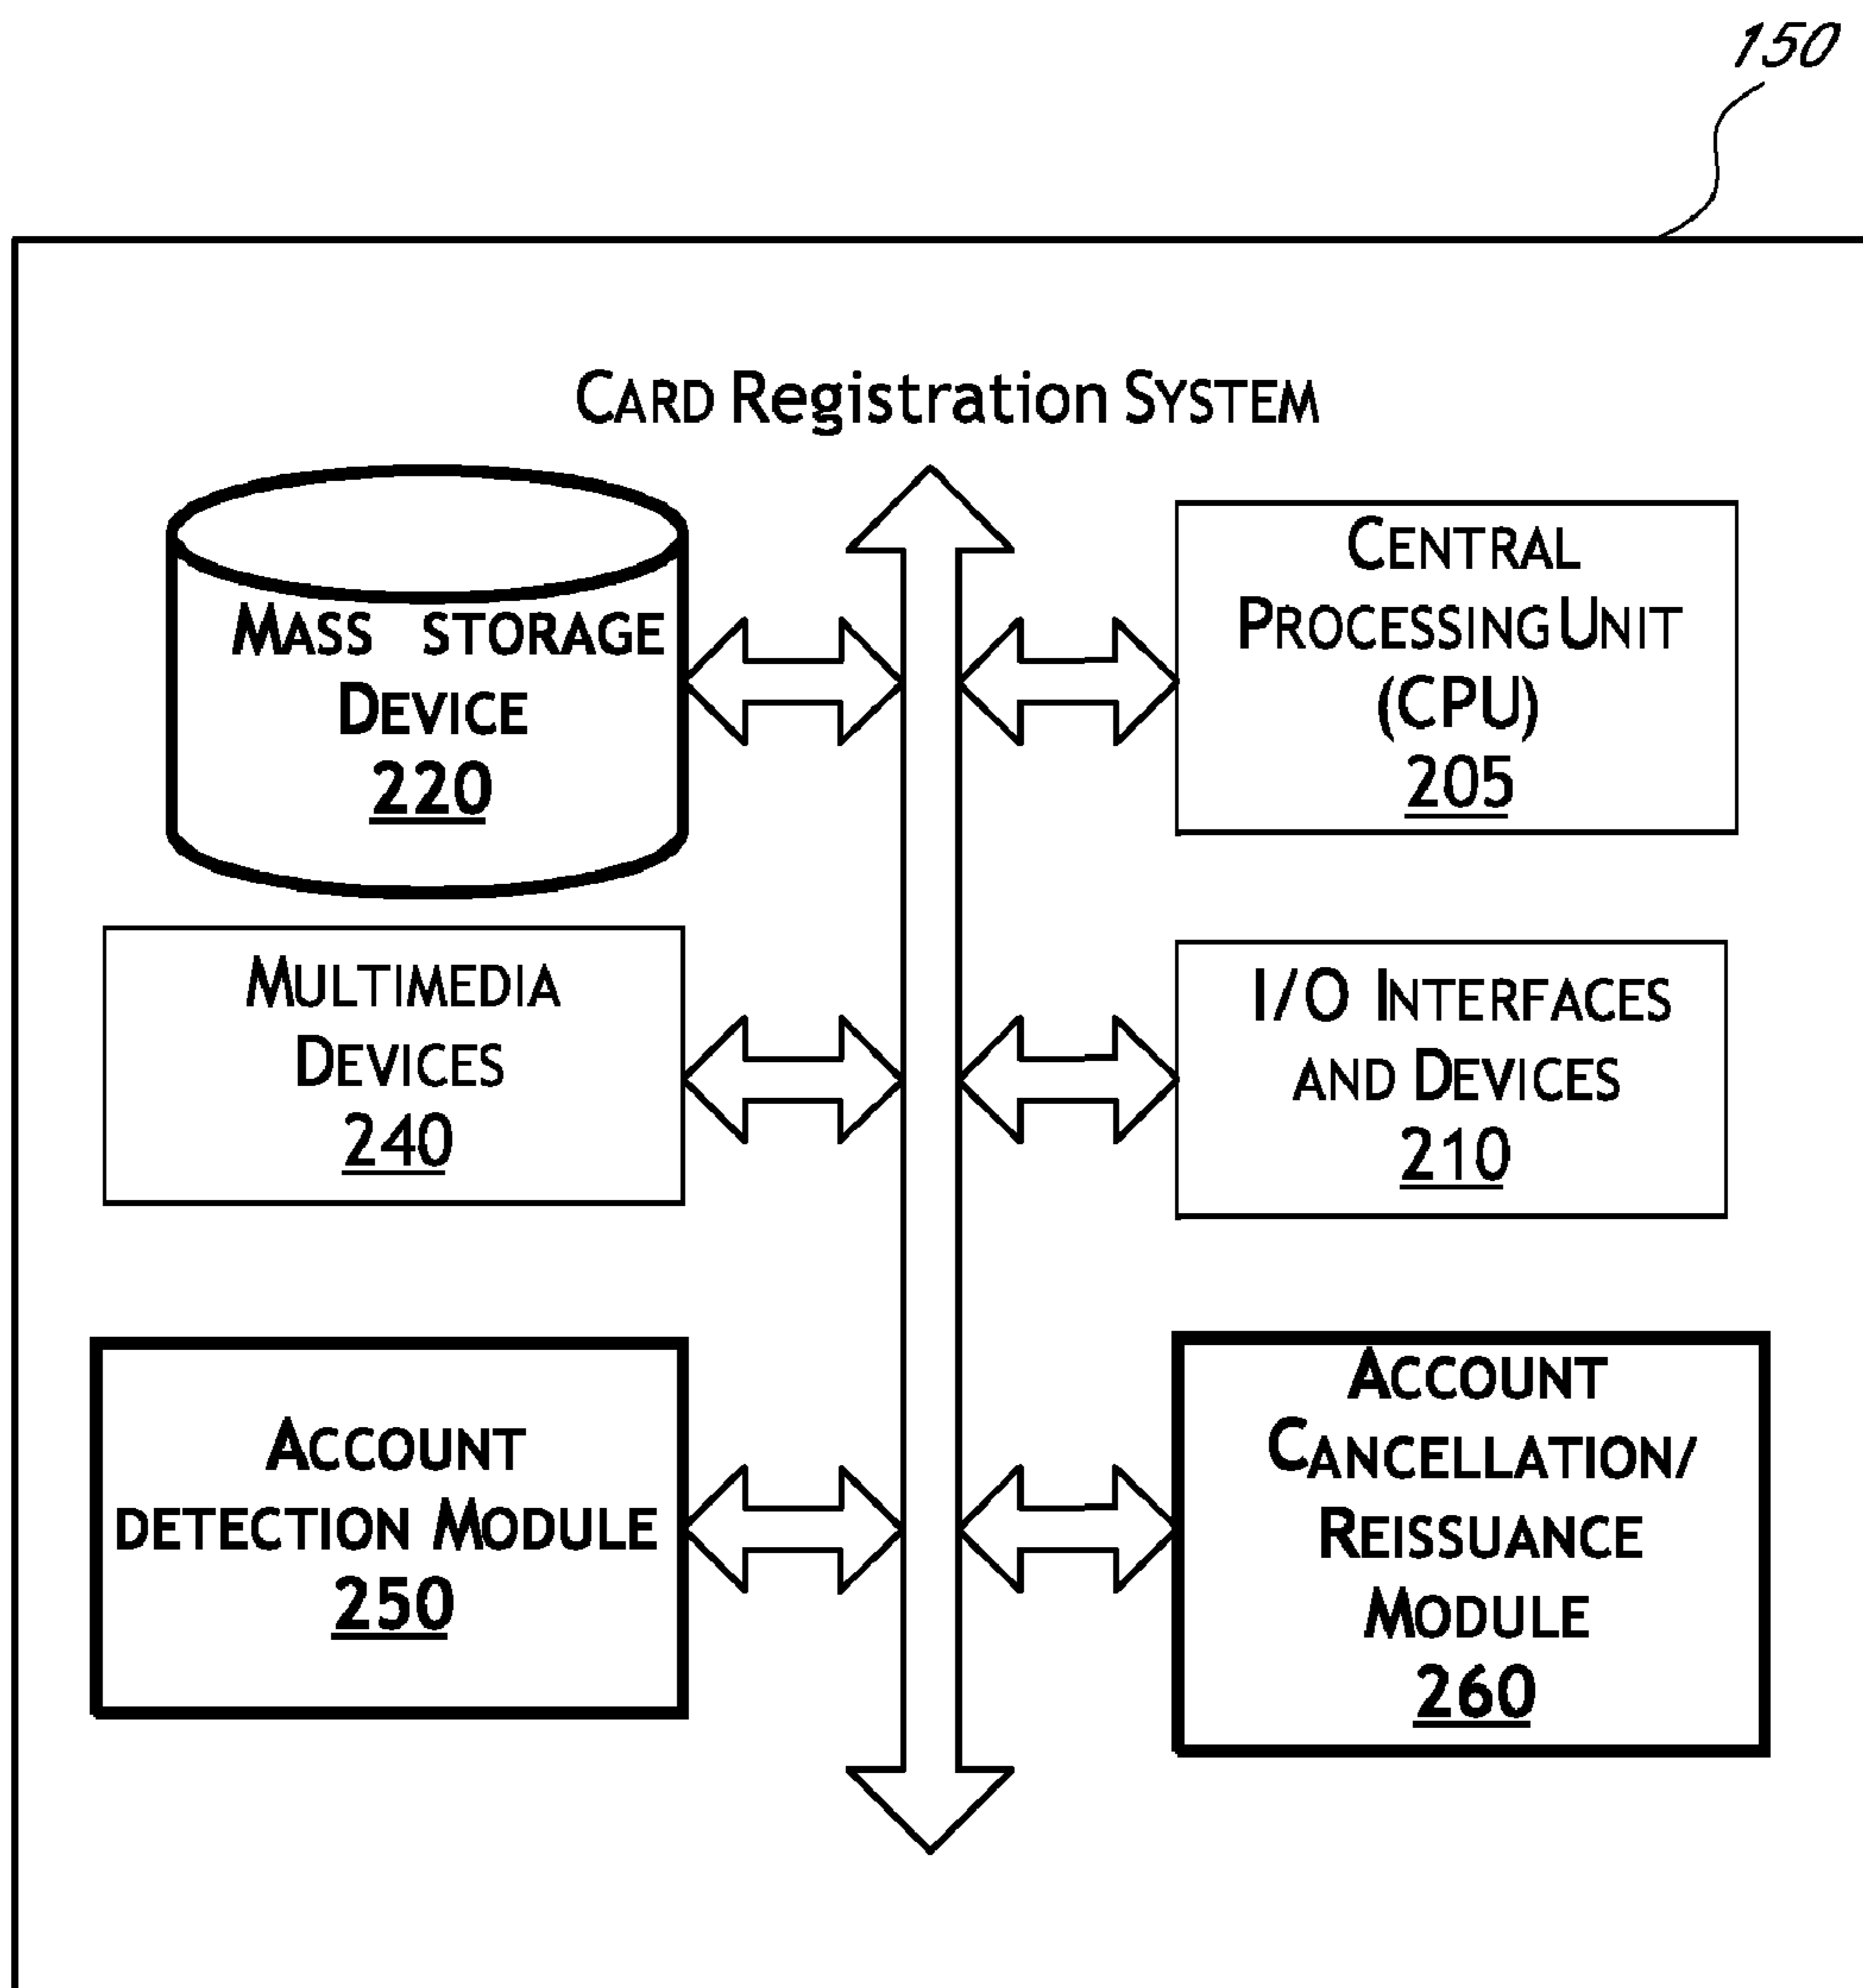 150
CARD Registration SYSTEM
MASS STORAGE
DEVICE
220
CENTRAL
PROCESSING UNIT
(CPU)
205
MULTIMEDIA
DEVICES
240
I/O INTERFACES
AND DEVICES
210
ACCOUNT
DETECTION MODULE
250
ACCOUNT
CANCELLATION/
REISSUANCE
MODULE
260